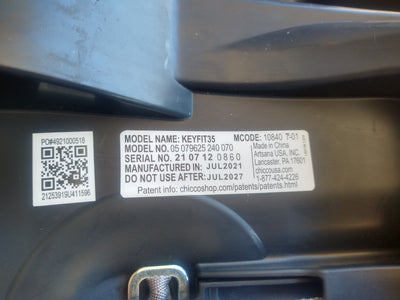 PO#4921000518
21253919U411596
MODEL NAME: KEYFIT35
MODEL NO. 05 079625 240 070
SERIAL NO. 21 07 12 0860
MANUFACTURED IN: JUL2021
DO NOT USE AFTER: JUL2027
Patent info: chiccoshop.com/patents/patents.html
MCODE: 10840 7-01
Made in China
Artsana USA, INC.
Lancaster, PA 17601
chiccousa.com
1-877-424-4226